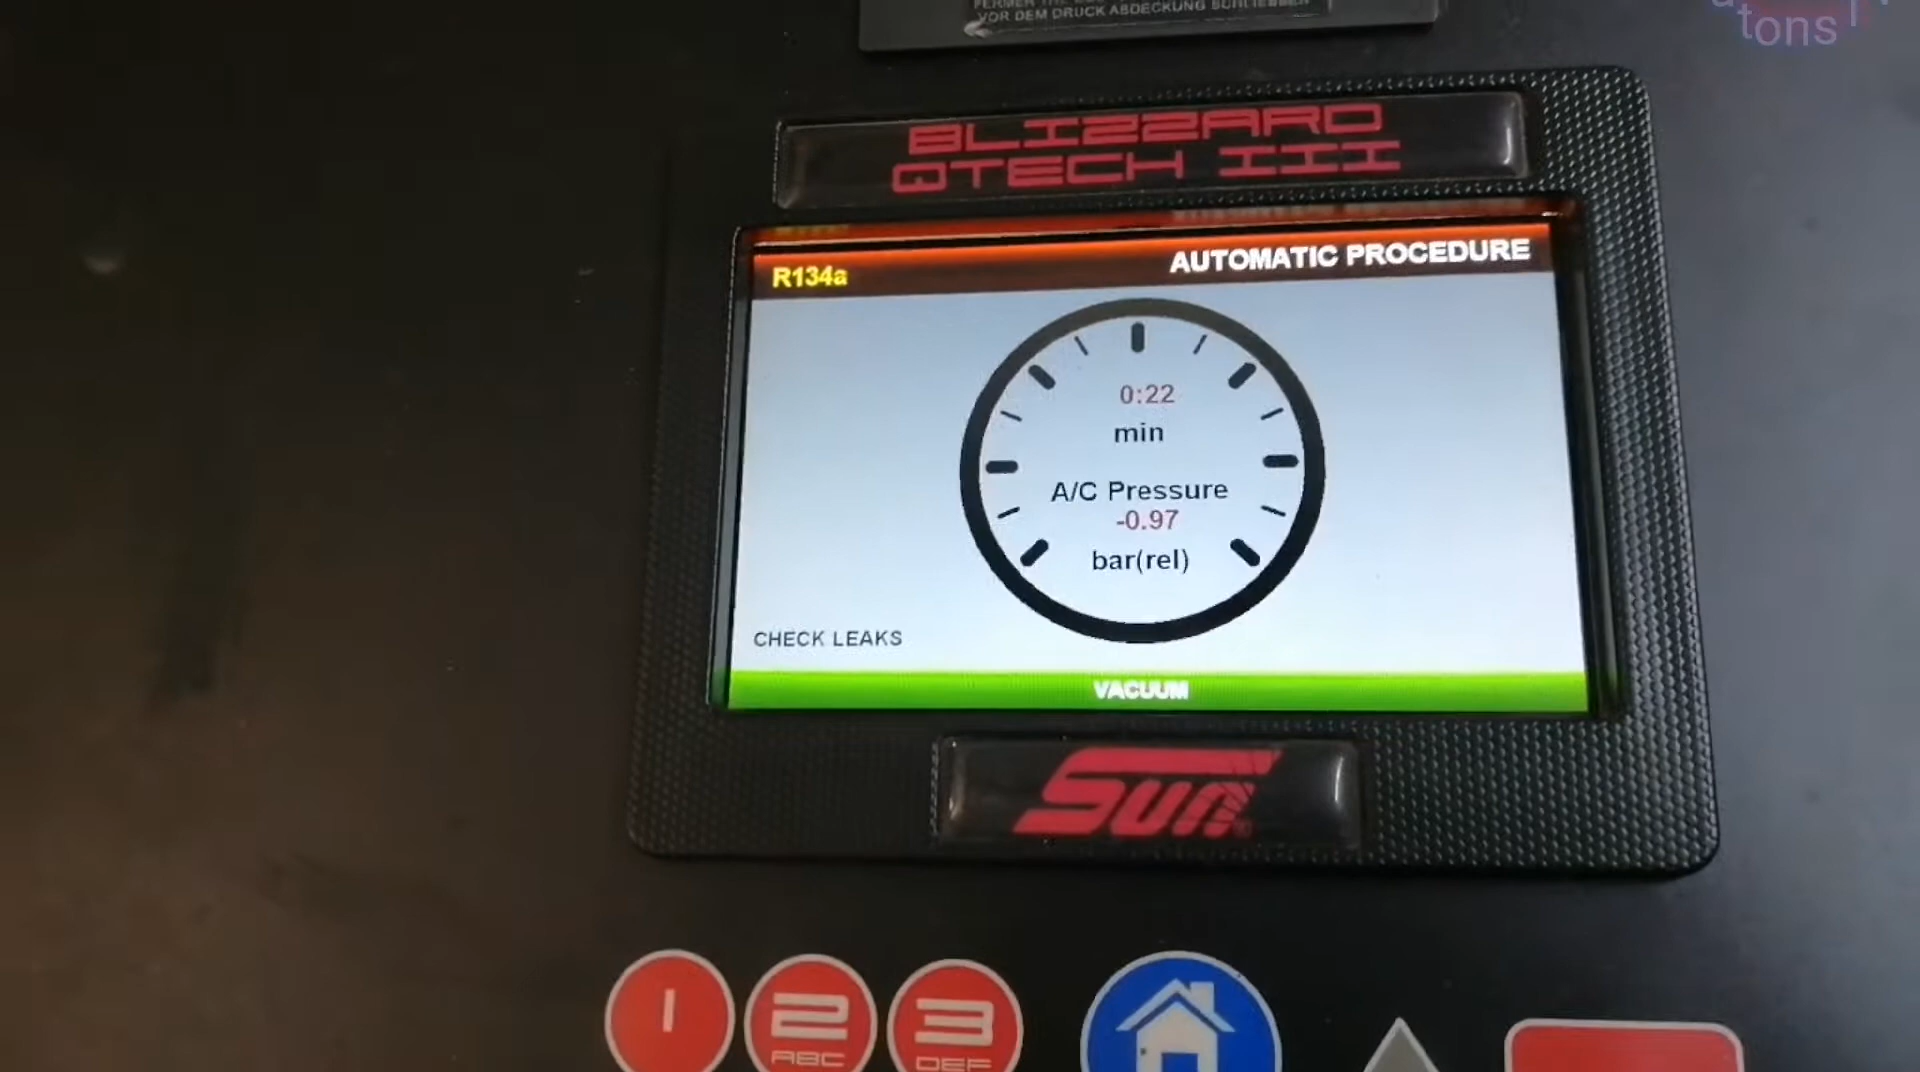 VOR DEM DRUCK ABDECKUNG SCHLIEBBEN
tons
BLIZZARD
QTECH III
R134a
AUTOMATIC PROCEDURE
0:22
min
A/C Pressure
-0.97
bar(rel)
CHECK LEAKS
VACUUM
Sun
1
2
ABC
3
DEF